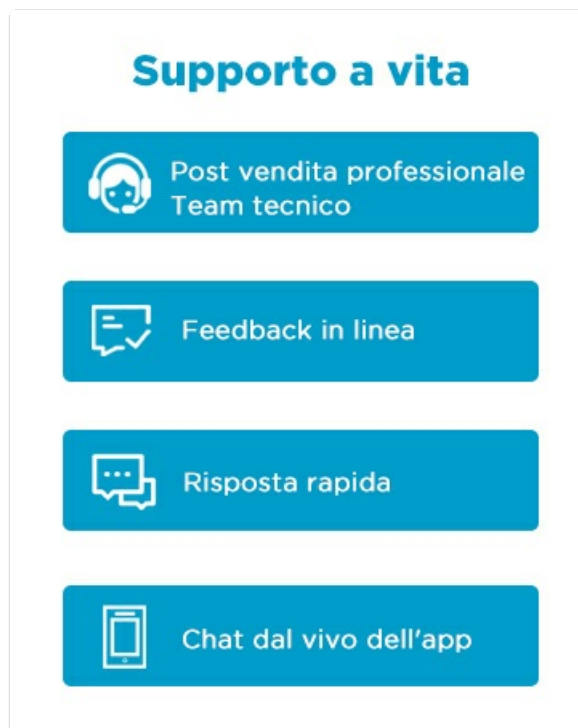 Supporto a vita
Post vendita professionale
Team tecnico
Feedback in linea
Risposta rapida
Chat dal vivo dell'app